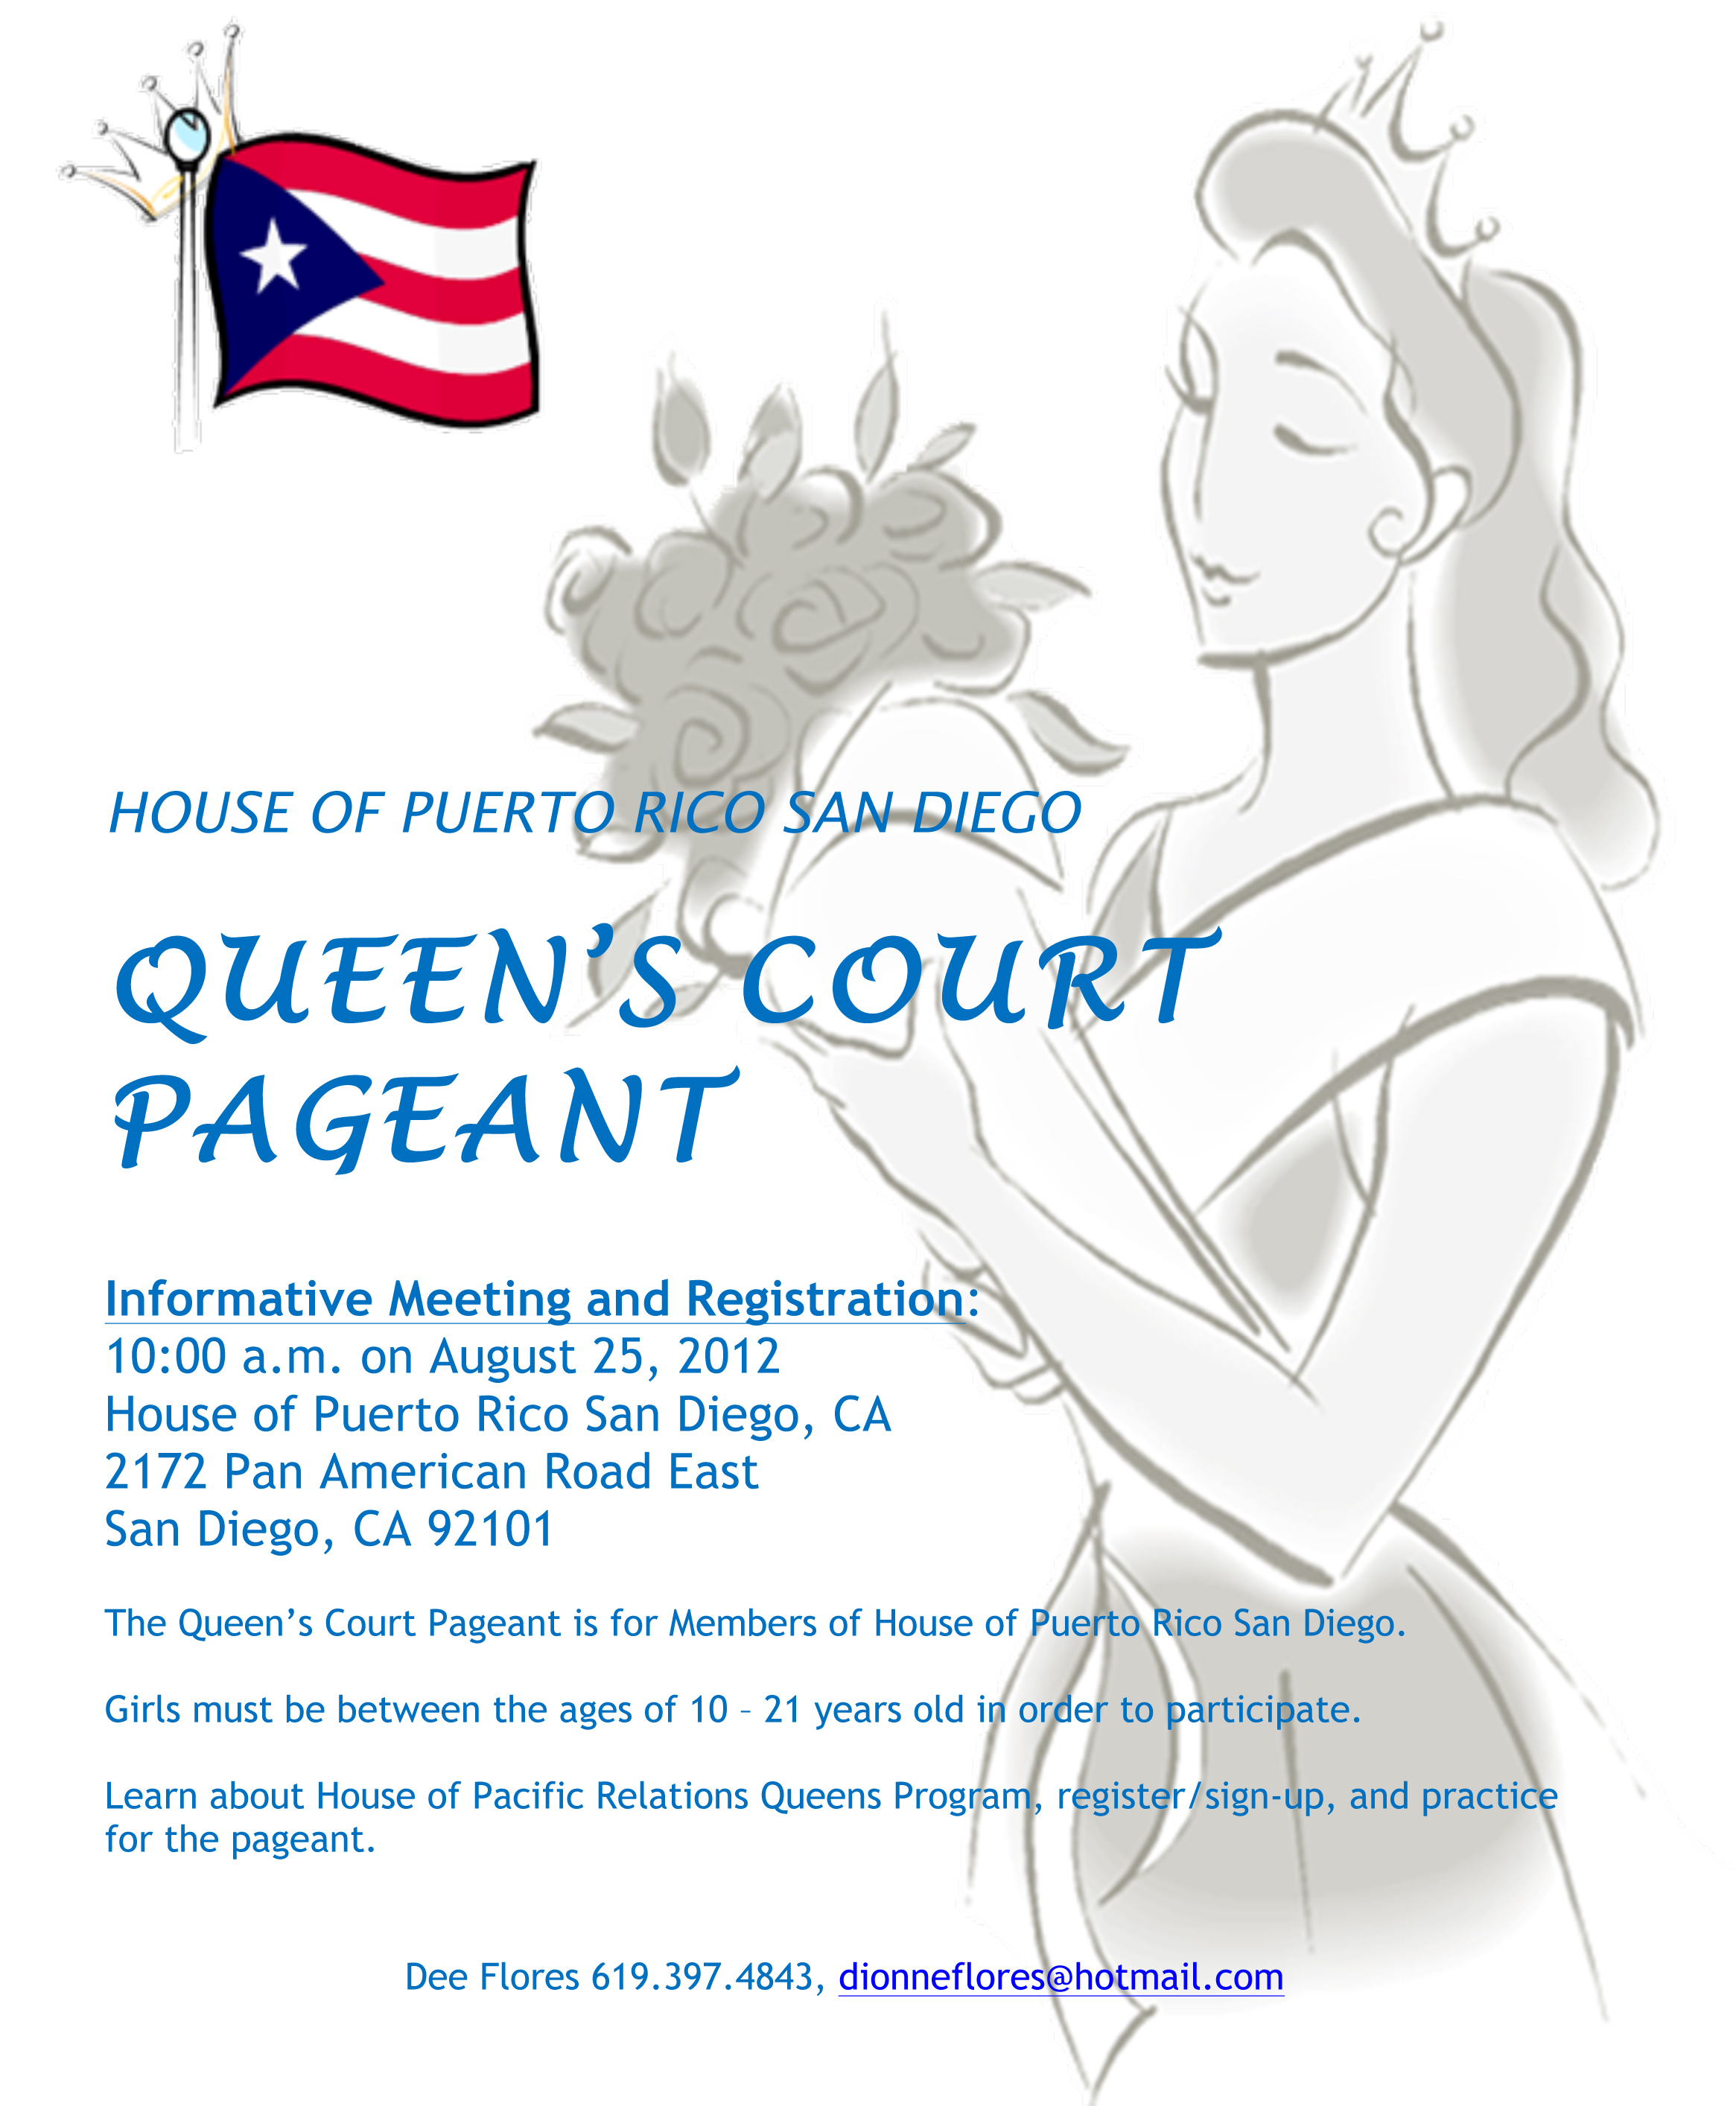 HOUSE OF PUERTO RICO SAN DIEGO
QUEEN’S COURT
PAGEANT
Informative Meeting and Registration:
10:00 a.m. on August 25, 2012
House of Puerto Rico San Diego, CA
2172 Pan American Road East
San Diego, CA 92101
The Queen’s Court Pageant is for Members of House of Puerto Rico San Diego.
Girls must be between the ages of 10 – 21 years old in order to participate.
Learn about House of Pacific Relations Queens Program, register/sign-up, and practice
for the pageant.
Dee Flores 619.397.4843, dionneflores@hotmail.com